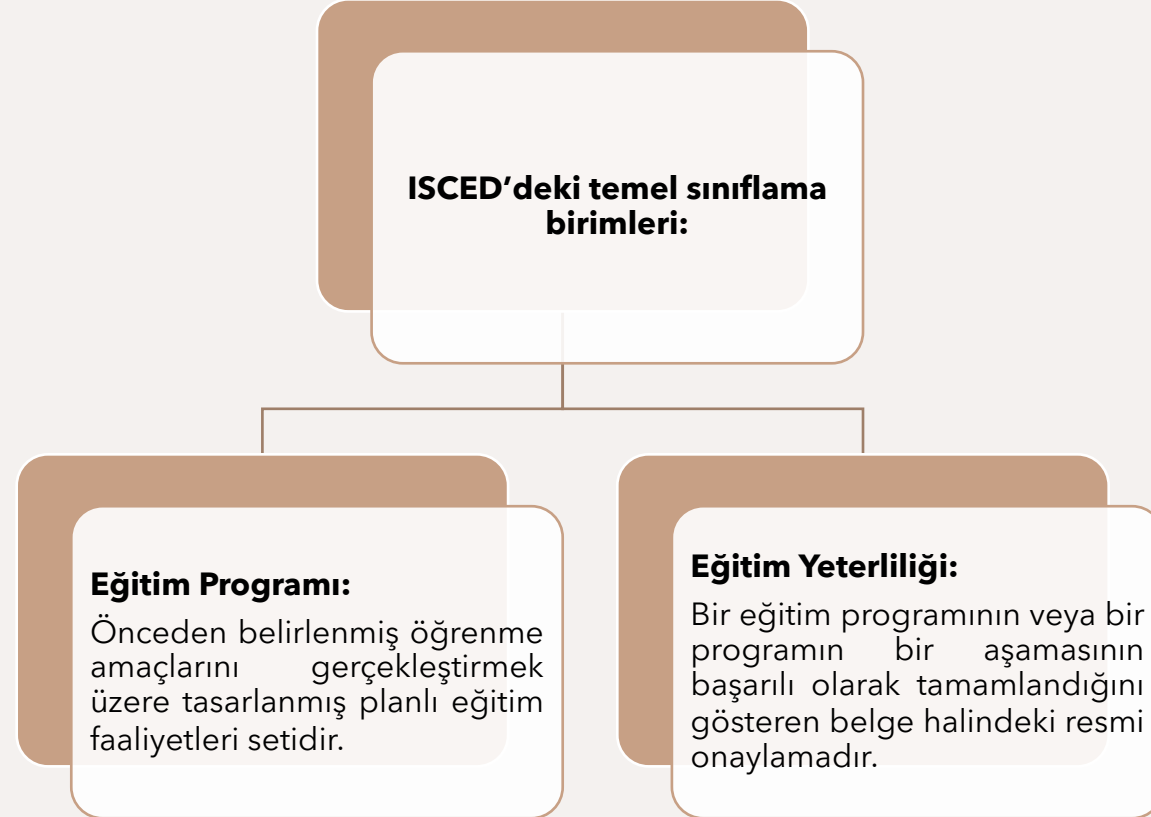 ISCED’deki temel sınıflama
birimleri:
Eğitim Programı:
Önceden belirlenmiş öğrenme
amaçlarını gerçekleştirmek
üzere tasarlanmış planlı eğitim
faaliyetleri setidir.
Eğitim Yeterliliği:
Bir eğitim programının veya bir
programın bir aşamasının
başarılı olarak tamamlandığını
gösteren belge halindeki resmi
onaylamadır.